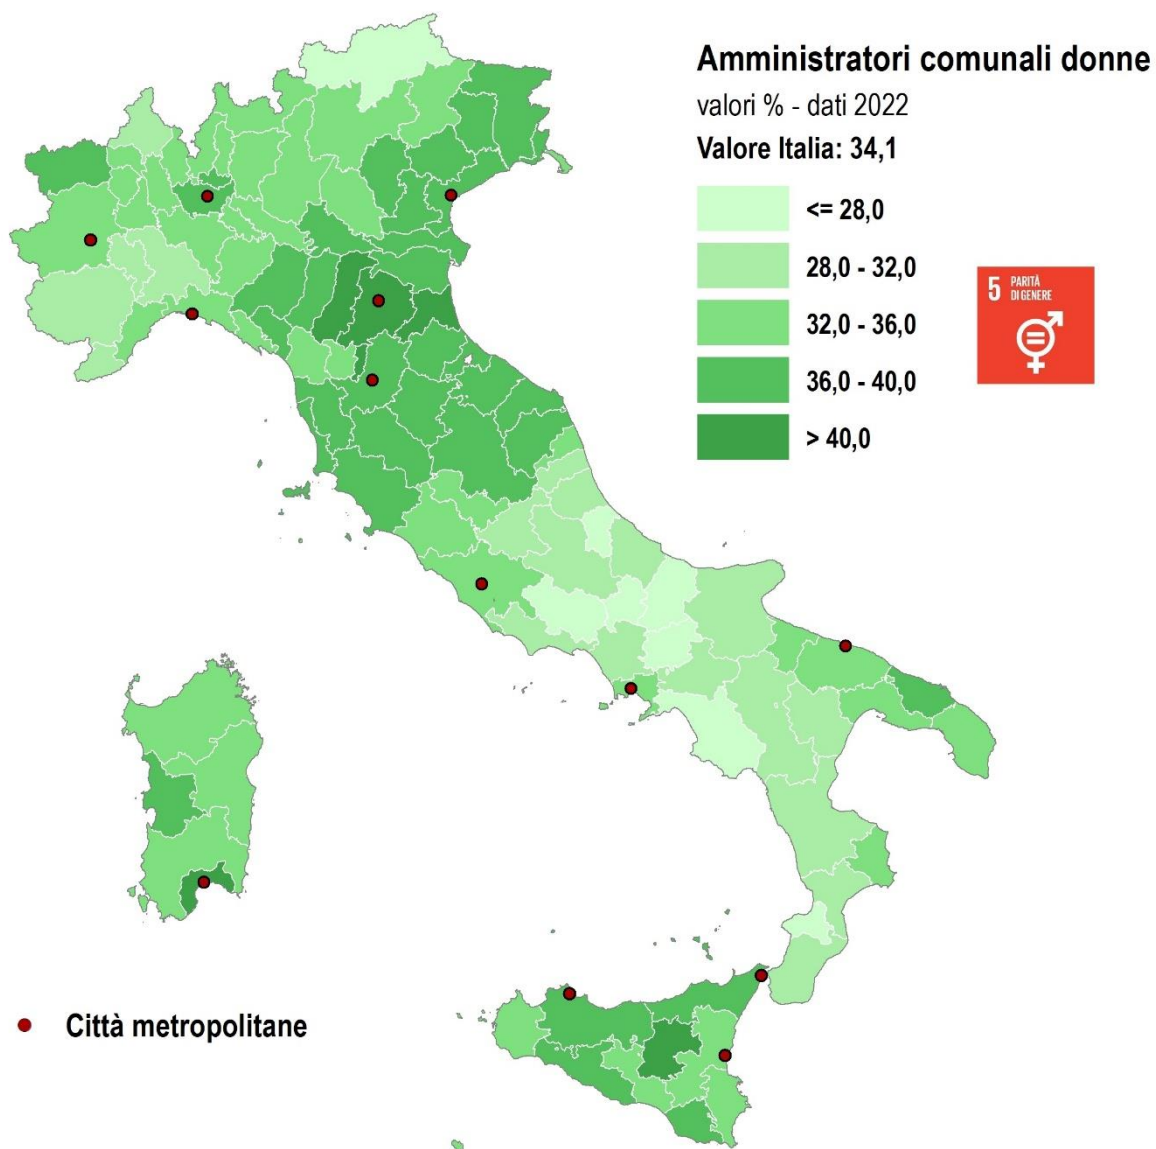 Amministratori comunali donne
valori % - dati 2022
Valore Italia: 34,1
<= 28,0
28,0 - 32,0
32,0 - 36,0
36,0 - 40,0
> 40,0
5 PARITÀ
DI GENERE
Città metropolitane